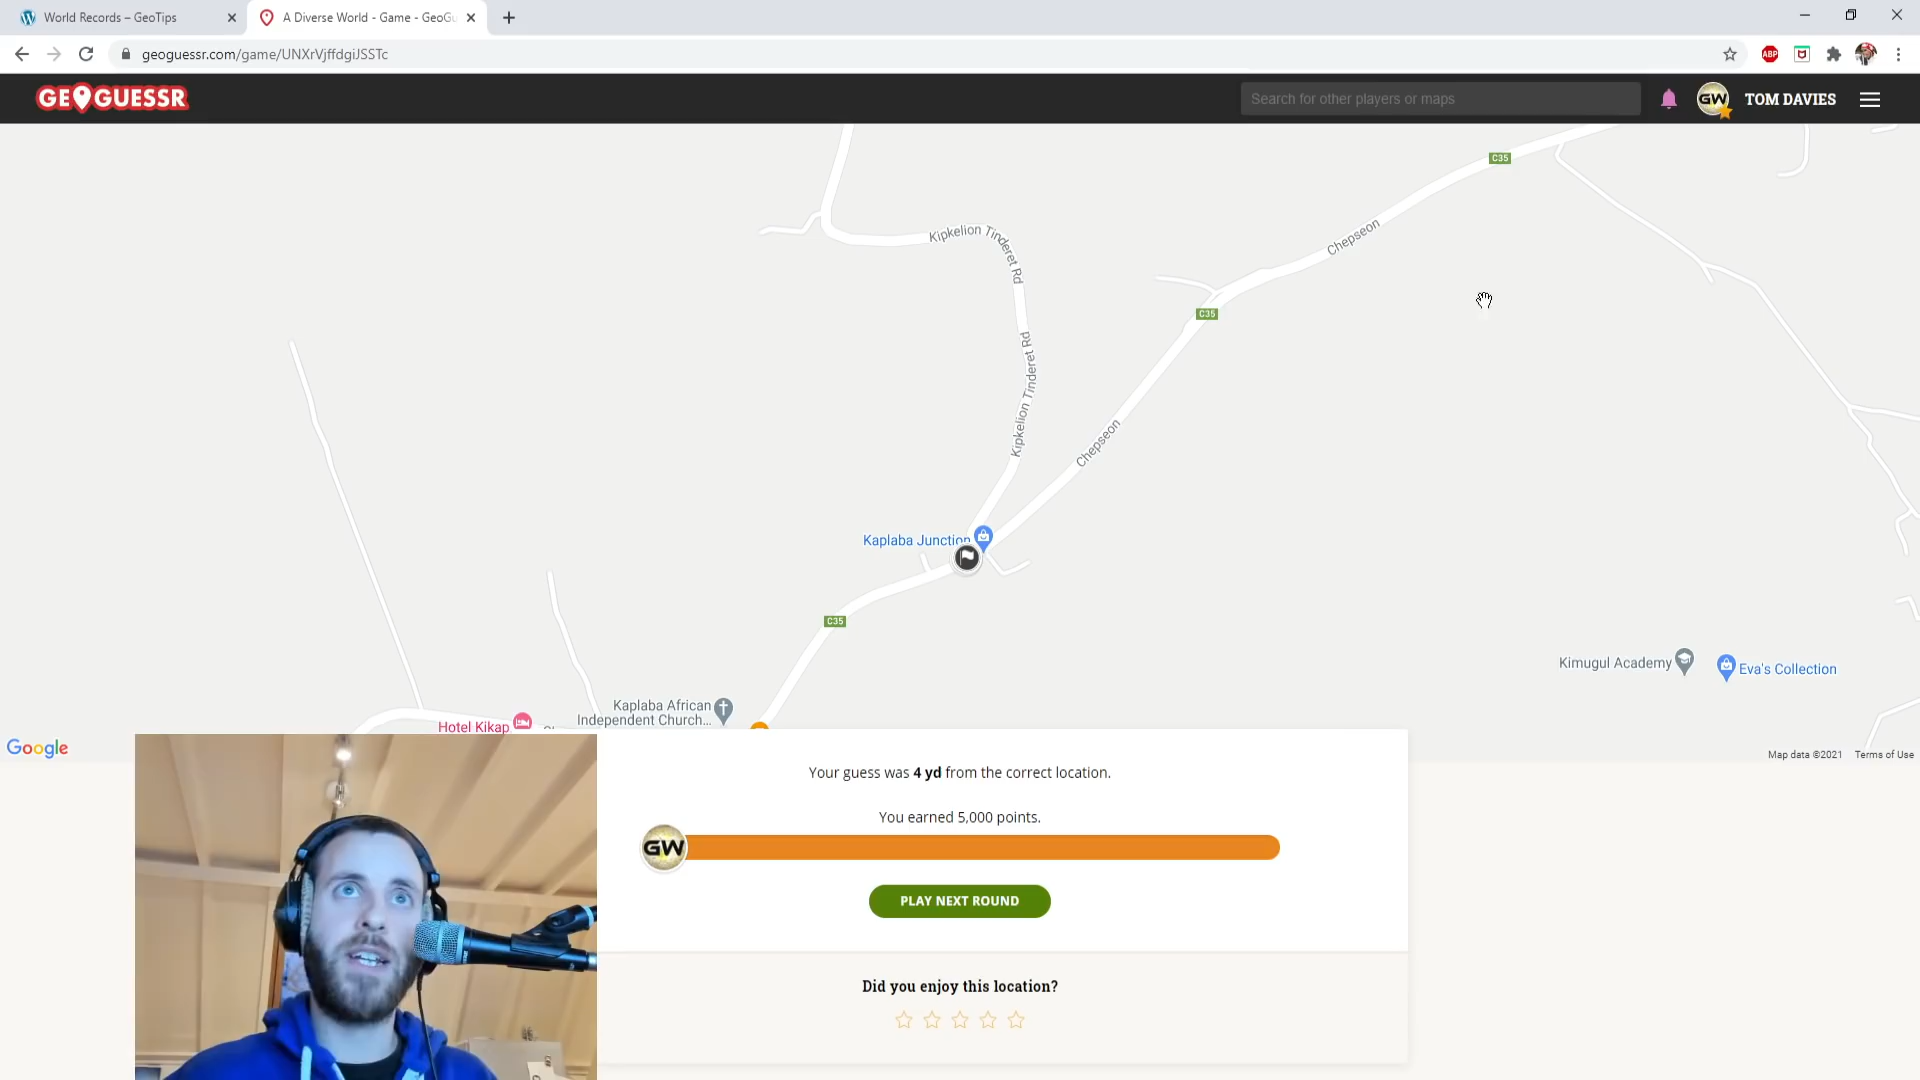 World Records – GeoTips
A Diverse World - Game - GeoGu
geoguessr.com/game/UNXrVjffdgiJSSTc
ABP
GEOGUESSR
Search for other players or maps
GW
TOM DAVIES
C35
Chepseon
Kipkelion Tinderet Rd
C35
Kipkelion Tinderet Rd
Chepseon
Kaplaba Junction
C35
Kimugul Academy
Eva's Collection
Kaplaba African
Independent Church...
Hotel Kikap
Google
Map data ©2021
Terms of Use
Your guess was 4 yd from the correct location.
You earned 5,000 points.
GW
PLAY NEXT ROUND
Did you enjoy this location?